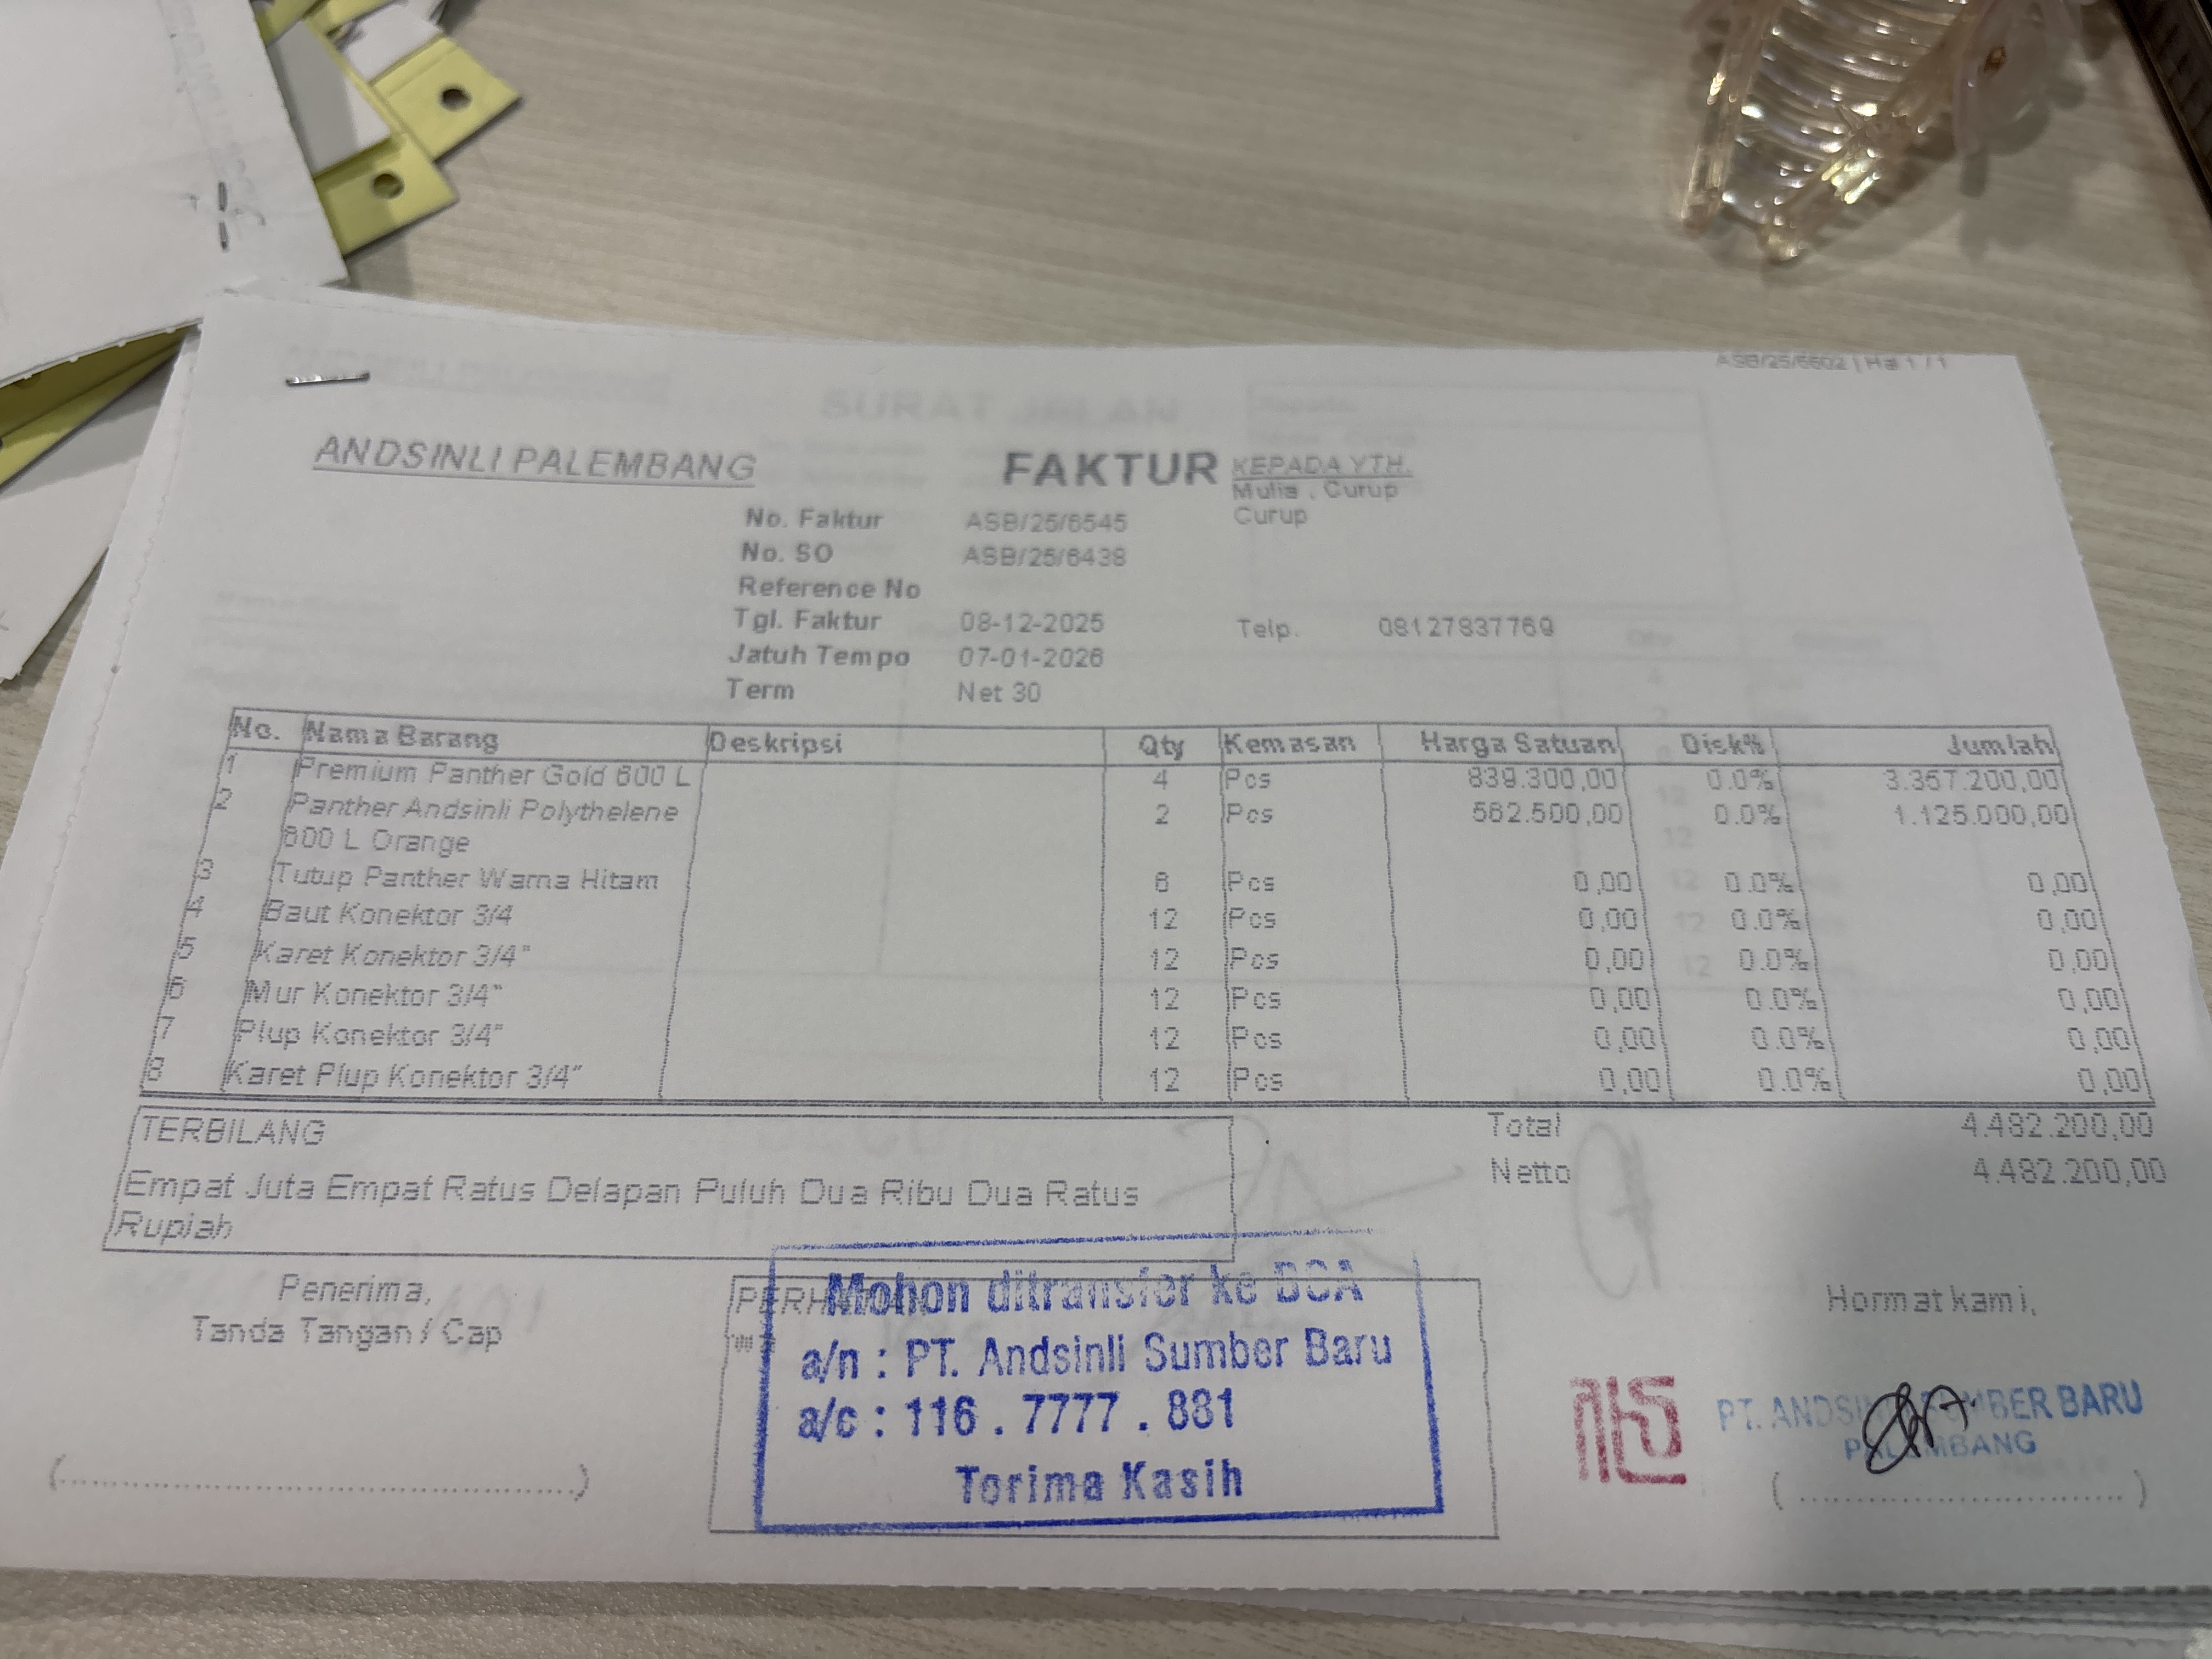 ASB/25/6602 | Hal 1 / 1
SURAT JALAN
ANDSINLI PALEMBANG
FAKTUR
KEPADA YTH.
Mulia , Curup
Curup
No. Faktur ASB/25/6545
No. SO ASB/25/6438
Reference No
Tgl. Faktur 08-12-2025
Telp. 08127837769
Jatuh Tempo 07-01-2026
Term Net 30
No. Nama Barang Deskripsi Qty Kemasan Harga Satuan Disk% Jumlah
1 Premium Panther Gold 600 L 4 Pcs 839.300,00 0.0% 3.357.200,00
2 Panther Andsinli Polythelene 2 Pcs 562.500,00 0.0% 1.125.000,00
600 L Orange
3 Tutup Panther Warna Hitam 6 Pcs 0,00 0.0% 0,00
4 Baut Konektor 3/4 12 Pcs 0,00 0.0% 0,00
5 Karet Konektor 3/4" 12 Pcs 0,00 0.0% 0,00
6 Mur Konektor 3/4" 12 Pcs 0,00 0.0% 0,00
7 Plup Konektor 3/4" 12 Pcs 0,00 0.0% 0,00
8 Karet Plup Konektor 3/4" 12 Pcs 0,00 0.0% 0,00
TERBILANG
Empat Juta Empat Ratus Delapan Puluh Dua Ribu Dua Ratus
Rupiah
Total 4.482.200,00
Netto 4.482.200,00
Penerima,
Tanda Tangan / Cap
Mohon ditransfer ke BCA
a/n : PT. Andsinli Sumber Baru
a/c : 116 . 7777 . 881
Terima Kasih
Hormat kami,
PT. ANDSINLI SUMBER BARU
PALEMBANG